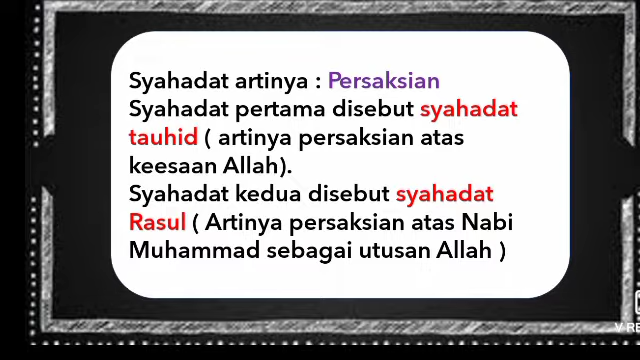 Syahadat artinya : Persaksian
Syahadat pertama disebut syahadat
tauhid ( artinya persaksian atas
keesaan Allah).
Syahadat kedua disebut syahadat
Rasul ( Artinya persaksian atas Nabi
Muhammad sebagai utusan Allah )